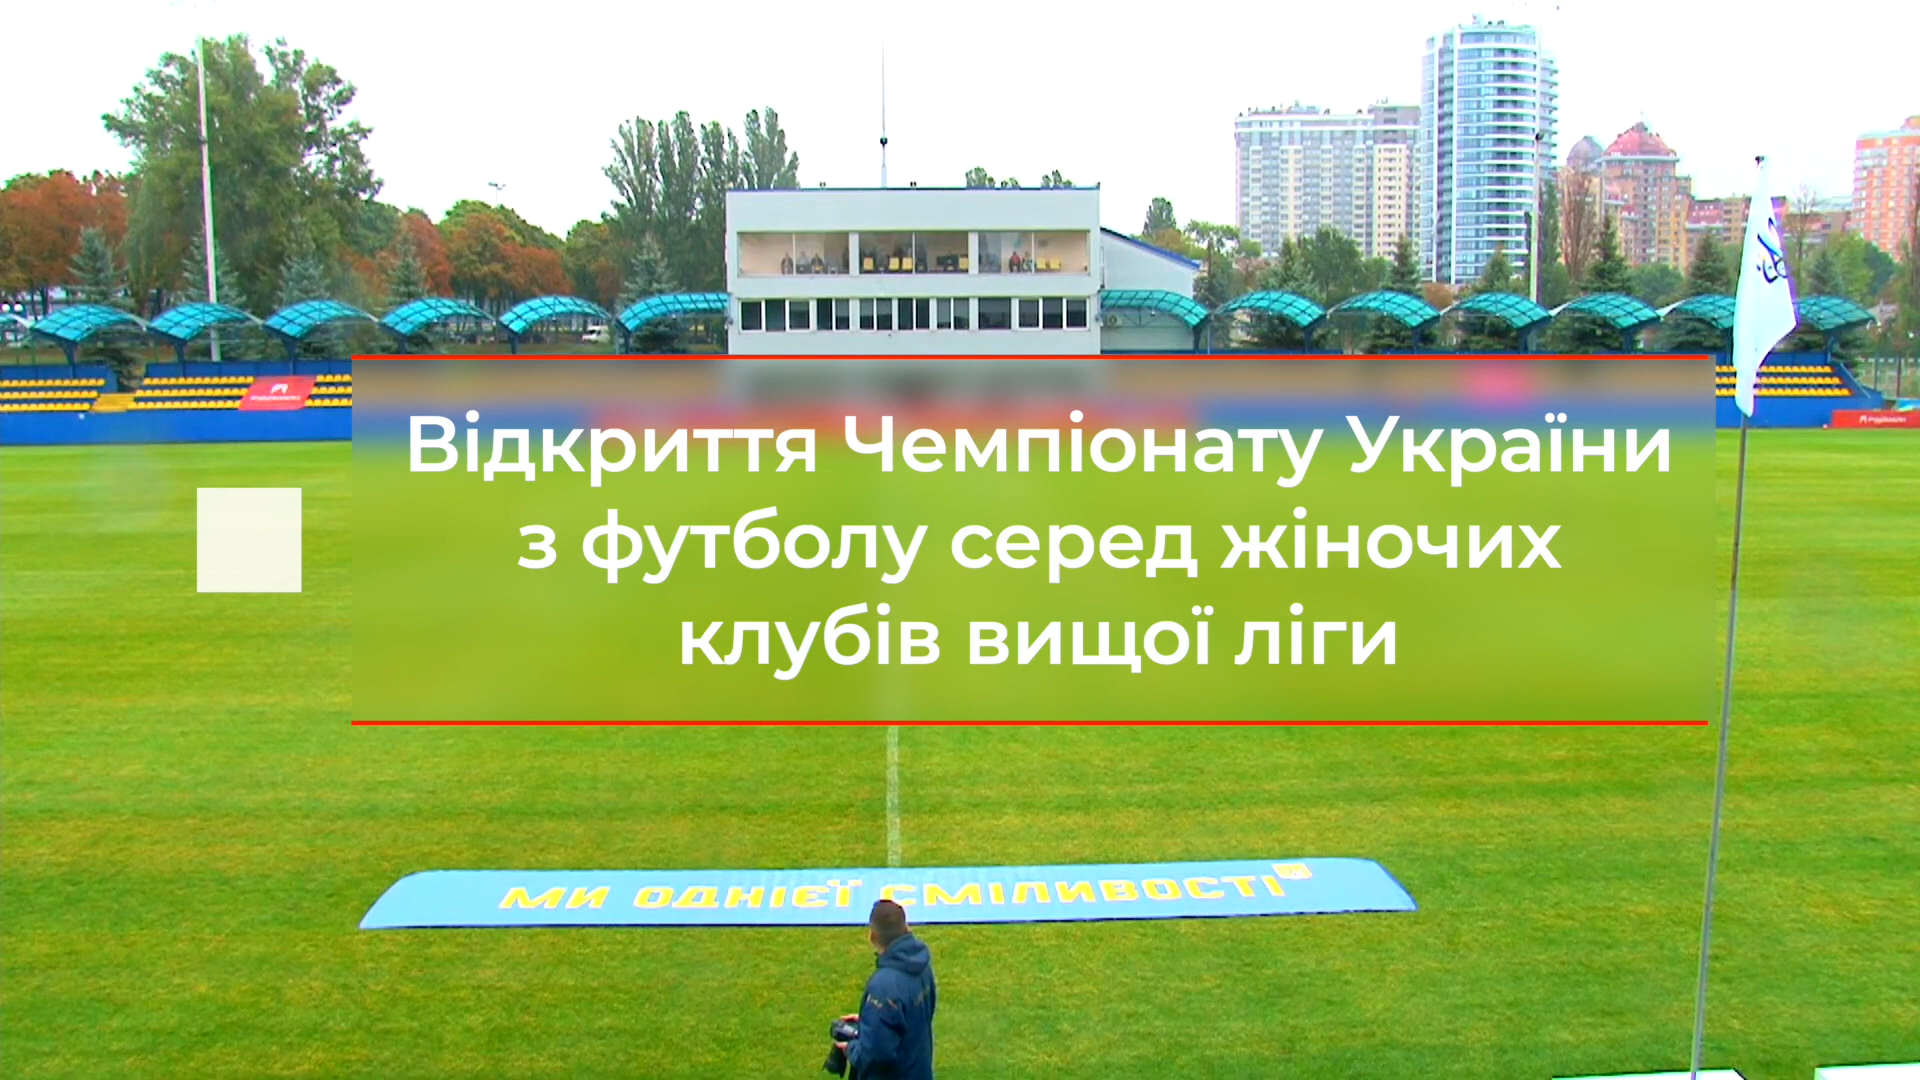 Відкриття Чемпіонату України
з футболу серед жіночих
клубів вищої ліги
МИ ОДНІЄЇ СМІЛИВОСТІ